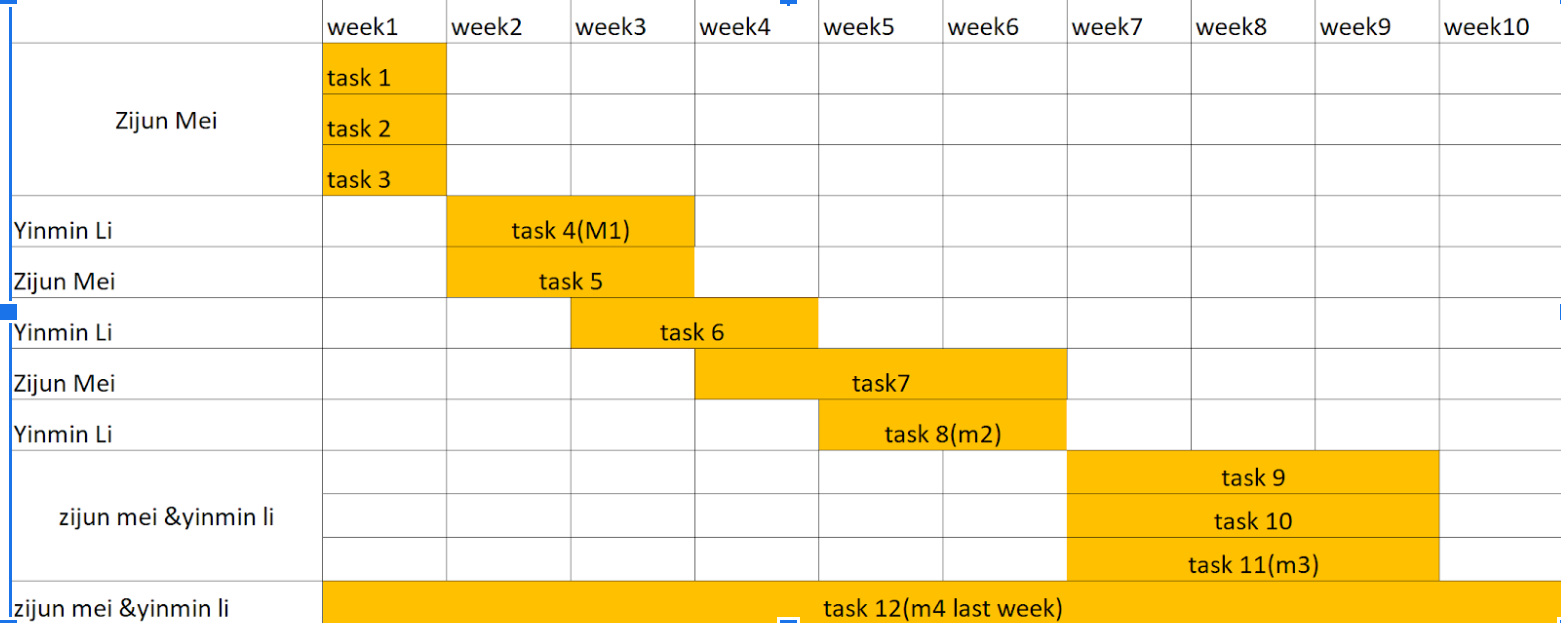 week1 week2 week3 week4 week5 week6 week7 week8 week9 week10
Zijun Mei
task 1
task 2
task 3
Yinmin Li task 4(M1)
Zijun Mei task 5
Yinmin Li task 6
Zijun Mei task7
Yinmin Li task 8(m2)
zijun mei &yinmin li
task 9
task 10
task 11(m3)
zijun mei &yinmin li task 12(m4 last week)